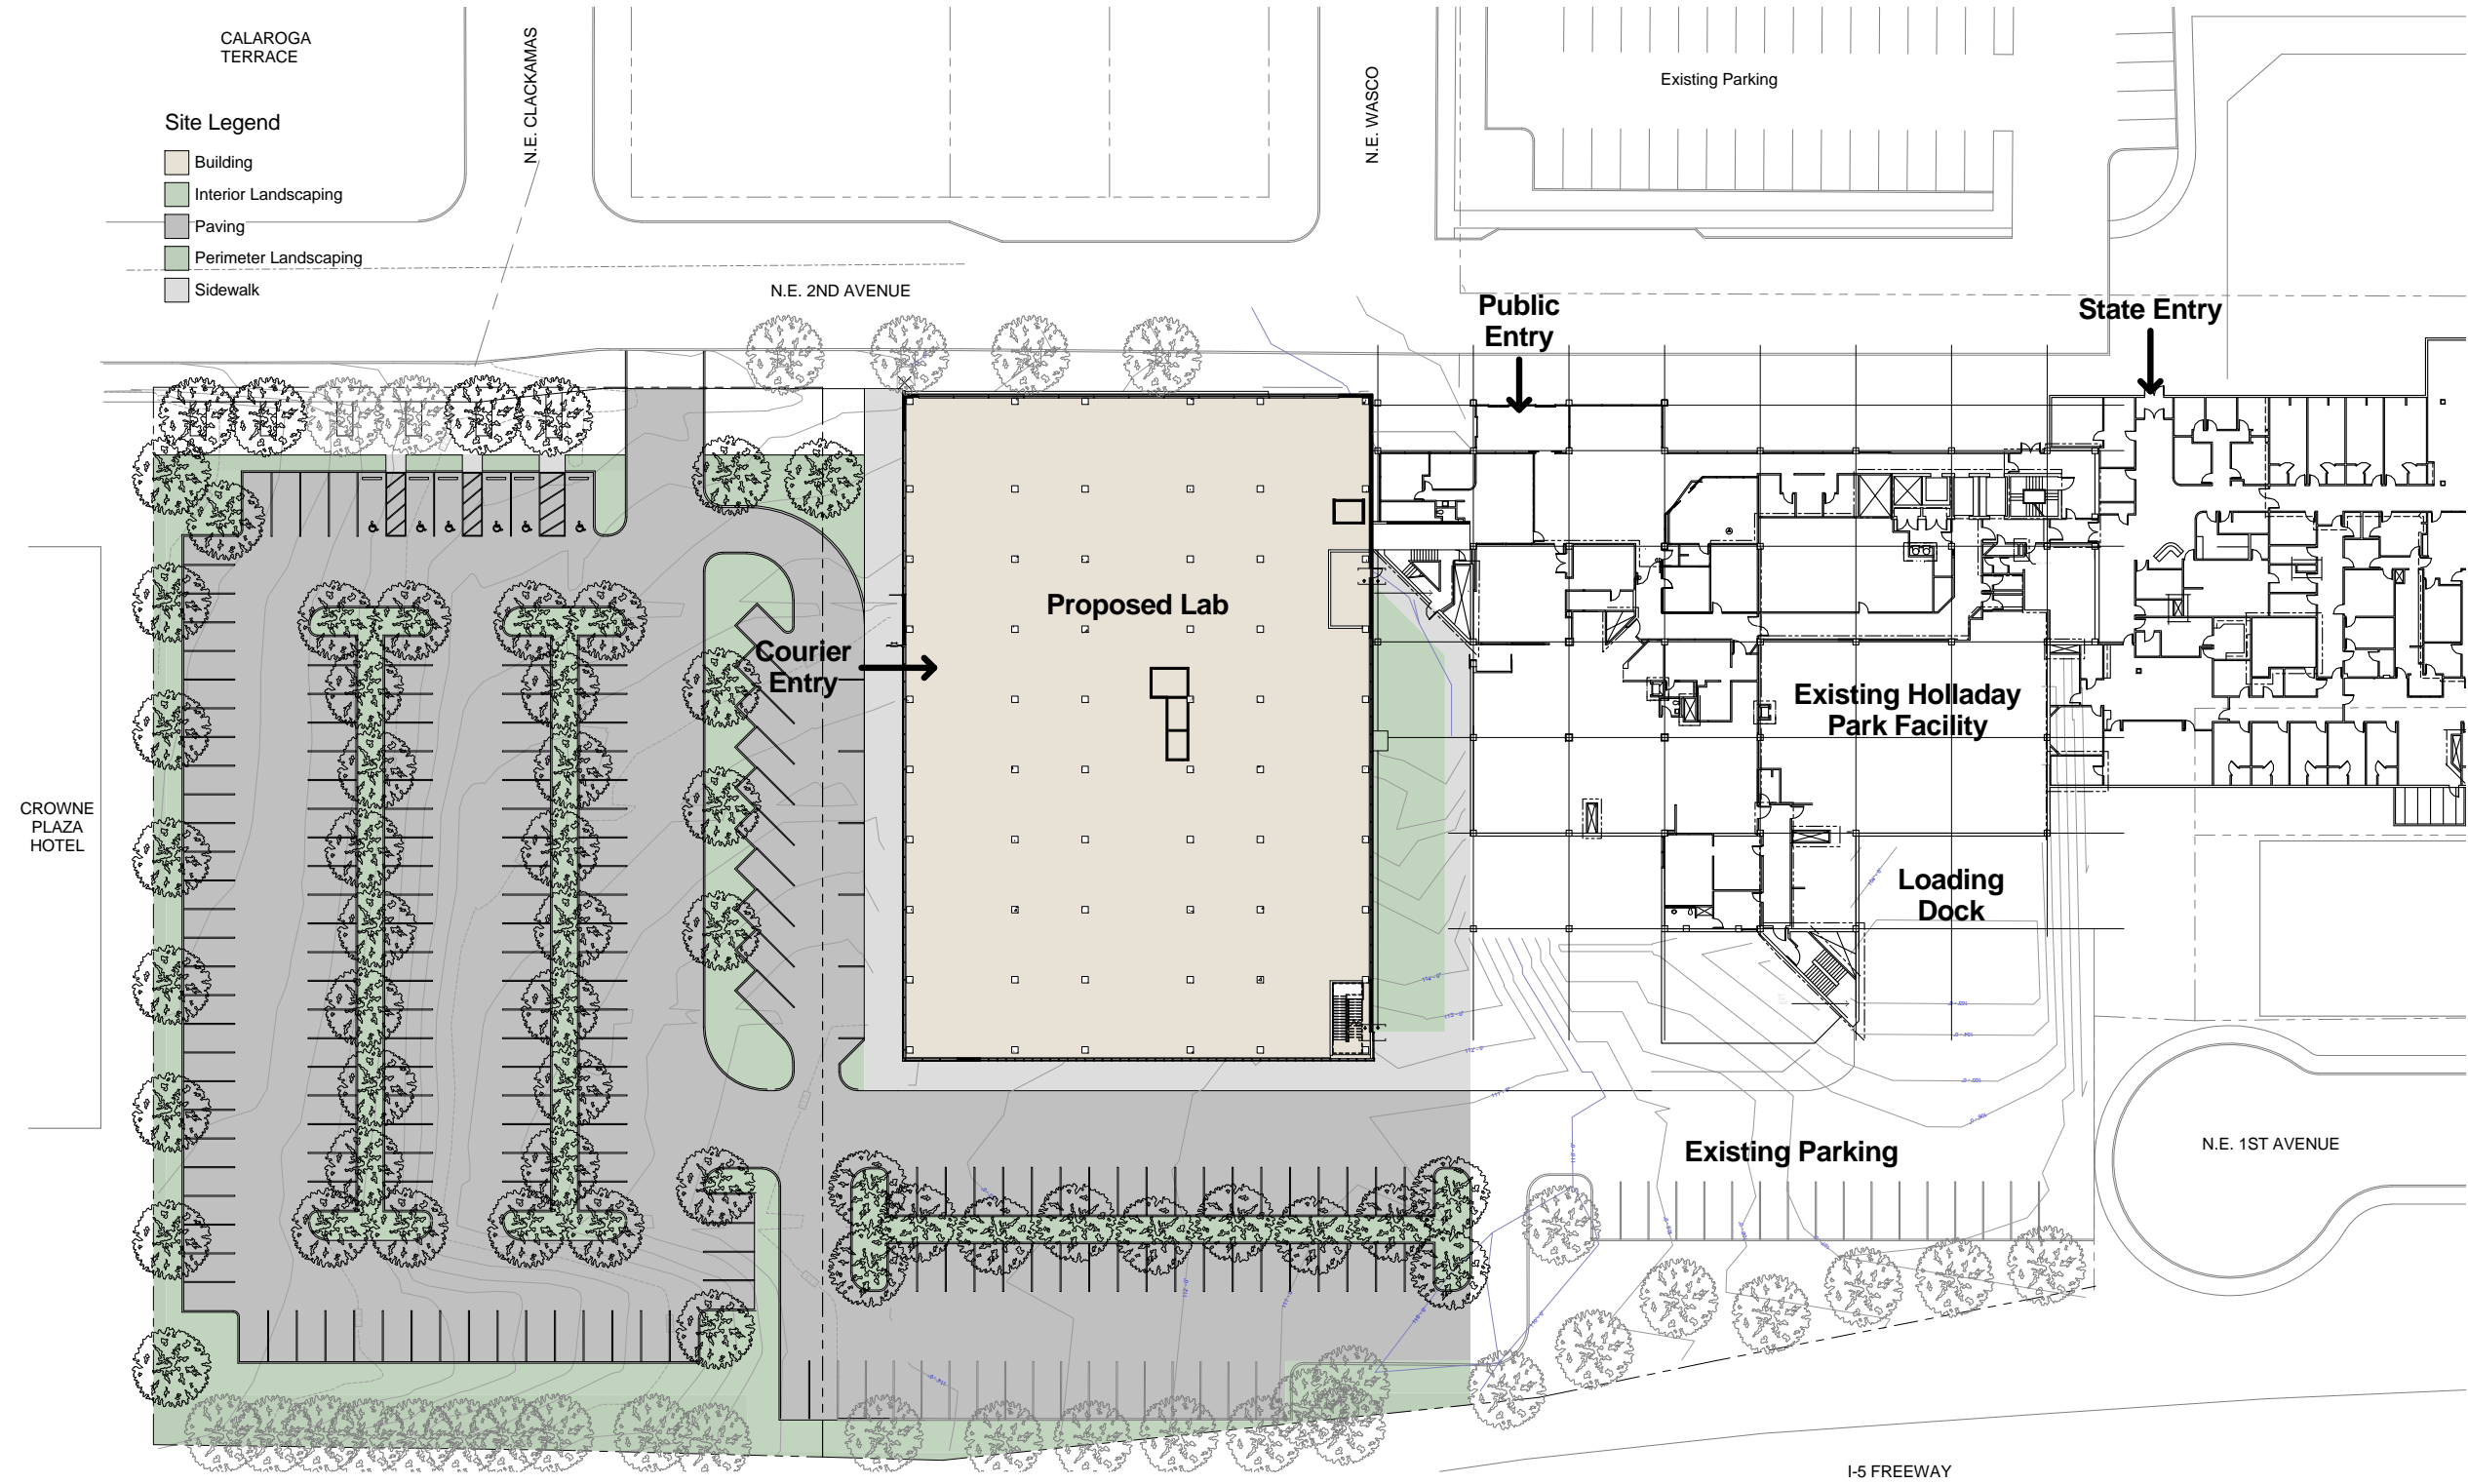 CALAROGA
TERRACE
N.E. CLACKAMAS
N.E. WASCO
Existing Parking
Site Legend
Building
Interior Landscaping
Paving
Perimeter Landscaping
Sidewalk
N.E. 2ND AVENUE
Public
Entry
State Entry
Proposed Lab
Courier
Entry
Existing Holladay
Park Facility
CROWNE
PLAZA
HOTEL
Loading
Dock
Existing Parking
N.E. 1ST AVENUE
I-5 FREEWAY